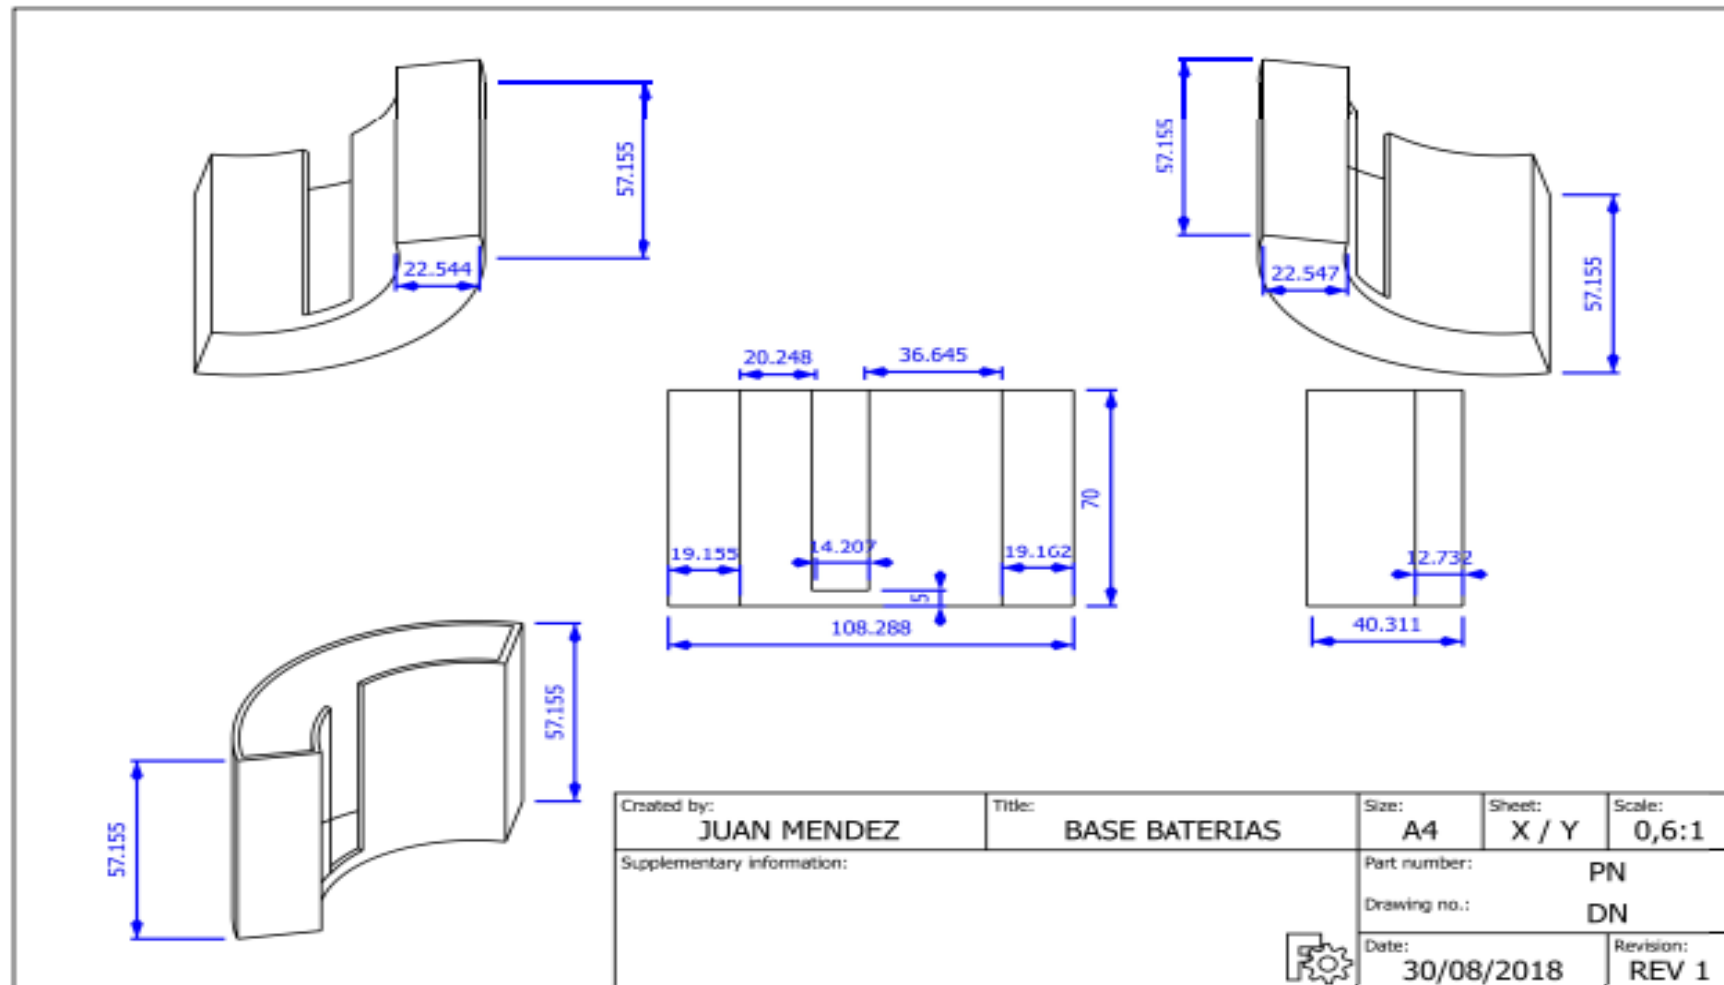 57.155
57.155
57.155
22.544
22.547
57.155
20.248
36.645
70
19.155
14.207
19.162
5
108.288
12.732
40.311
57.155
57.155
Created by:
JUAN MENDEZ
Title:
BASE BATERIAS
Size:
A4
Sheet:
X / Y
Scale:
0,6:1
Supplementary information:
Part number:
PN
Drawing no.:
DN
Date:
30/08/2018
Revision:
REV 1